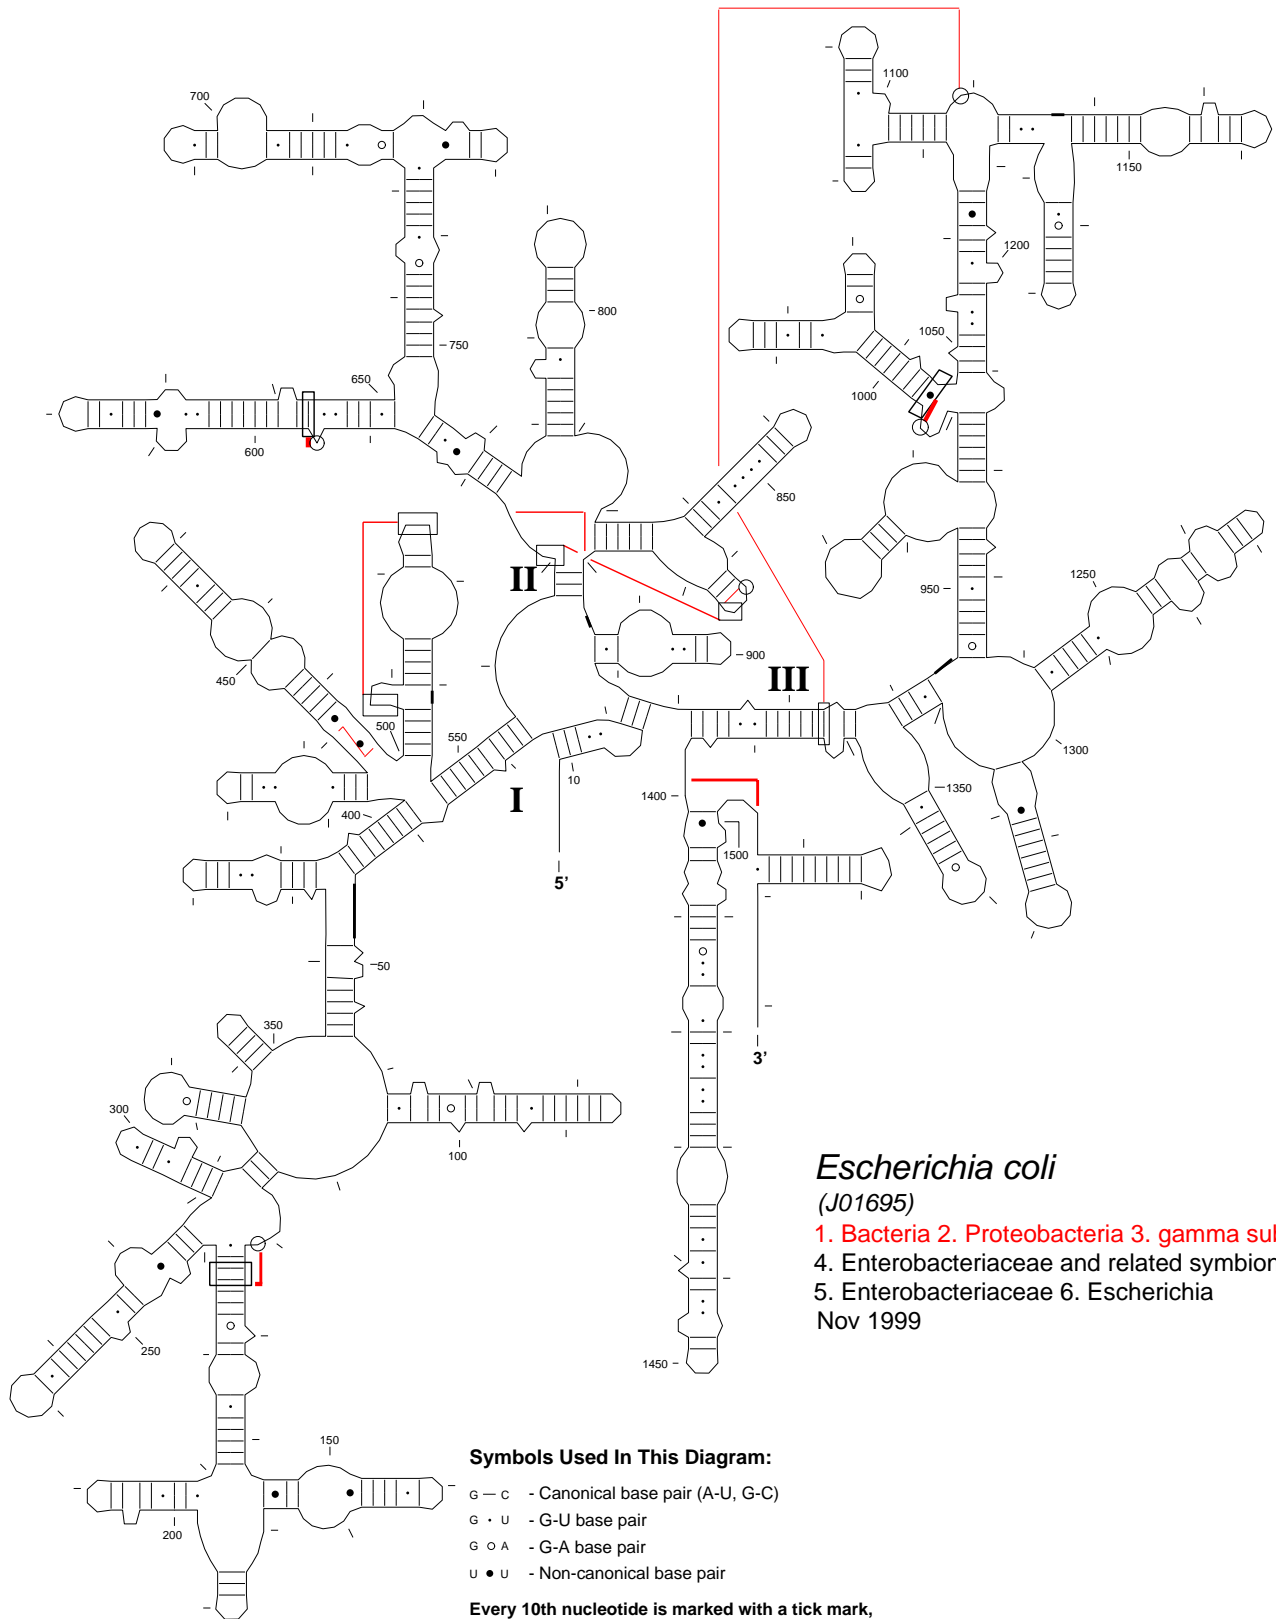 700
1100
1150
1200
800
750
1050
650
1000
600
850
II
1250
950
450
900
III
500
550
1300
10
I
1350
1400
400
1500
5'
50
350
3'
300
100
Escherichia coli
(J01695)
1. Bacteria 2. Proteobacteria 3. gamma sub
4. Enterobacteriaceae and related symbion
5. Enterobacteriaceae 6. Escherichia
Nov 1999
250
1450
150
200
Symbols Used In This Diagram:
G — C - Canonical base pair (A-U, G-C)
G · U - G-U base pair
G ○ A - G-A base pair
U ● U - Non-canonical base pair
Every 10th nucleotide is marked with a tick mark,